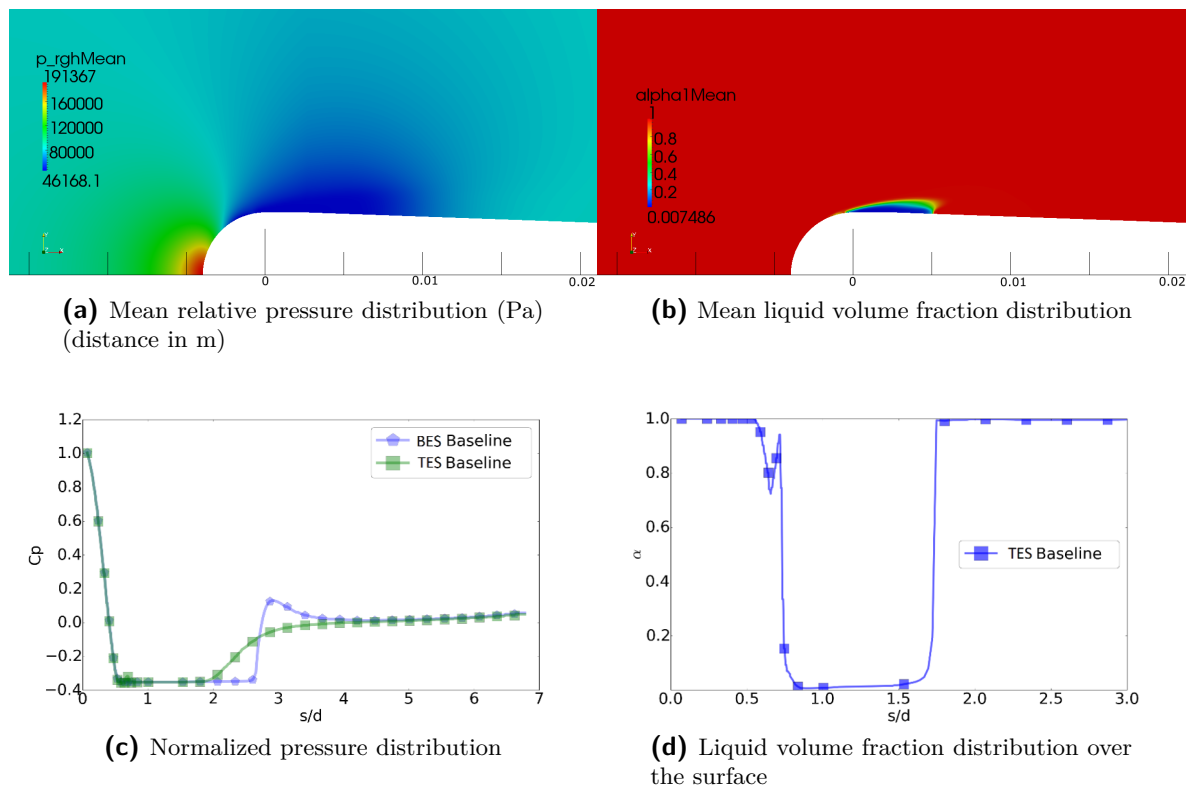 p_rghMean
191367
160000
120000
80000
46168.1
0
0.01
0.02
alpha1Mean
1
0.8
0.6
0.4
0.2
0.007486
0
0.01
0.02
(a) Mean relative pressure distribution (Pa)
(distance in m)
(b) Mean liquid volume fraction distribution
1.2
1.0
0.8
0.6
0.4
0.2
0.0
−0.2
−0.4
Cp
BES Baseline
TES Baseline
0 1 2 3 4 5 6 7
s/d
(c) Normalized pressure distribution
1.0
0.8
0.6
0.4
0.2
α
TES Baseline
0.0 0.5 1.0 1.5 2.0 2.5 3.0
s/d
(d) Liquid volume fraction distribution over
the surface